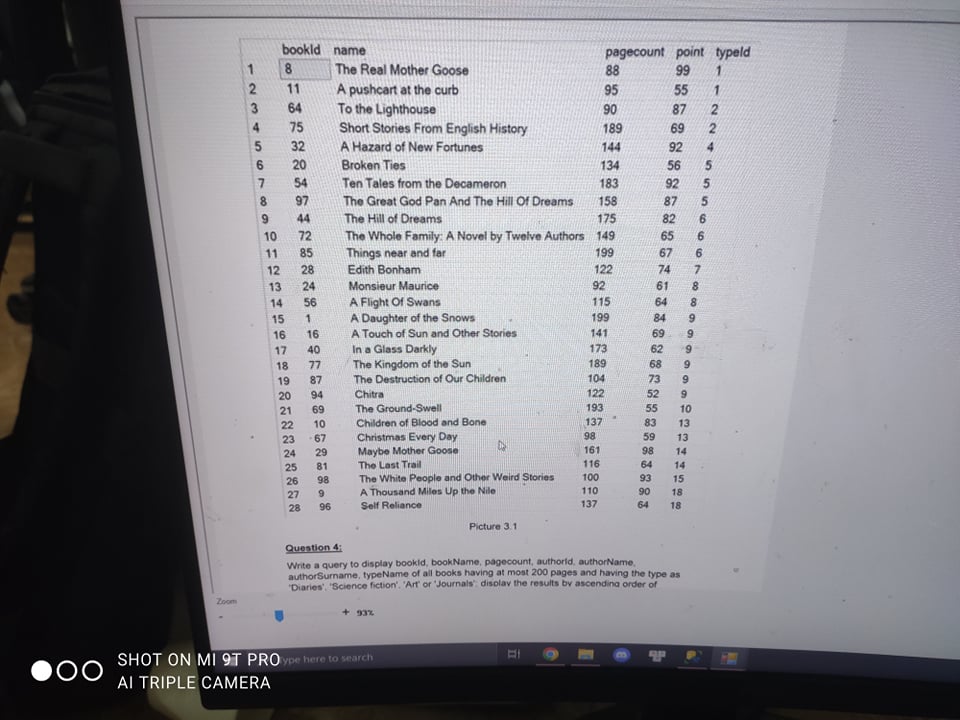 bookId name pagecount point typeId
1 8 The Real Mother Goose 88 99 1
2 11 A pushcart at the curb 95 55 1
3 64 To the Lighthouse 90 87 2
4 75 Short Stories From English History 189 69 2
5 32 A Hazard of New Fortunes 144 92 4
6 20 Broken Ties 134 56 5
7 54 Ten Tales from the Decameron 183 92 5
8 97 The Great God Pan And The Hill Of Dreams 158 87 5
9 44 The Hill of Dreams 175 82 6
10 72 The Whole Family: A Novel by Twelve Authors 149 65 6
11 85 Things near and far 199 67 6
12 28 Edith Bonham 122 74 7
13 24 Monsieur Maurice 92 61 8
14 56 A Flight Of Swans 115 64 8
15 1 A Daughter of the Snows 199 84 9
16 16 A Touch of Sun and Other Stories 141 69 9
17 40 In a Glass Darkly 173 62 9
18 77 The Kingdom of the Sun 189 68 9
19 87 The Destruction of Our Children 104 73 9
20 94 Chitra 122 52 9
21 69 The Ground-Swell 193 55 10
22 10 Children of Blood and Bone 137 83 13
23 67 Christmas Every Day 98 59 13
24 29 Maybe Mother Goose 161 98 14
25 81 The Last Trail 116 64 14
26 98 The White People and Other Weird Stories 100 93 15
27 9 A Thousand Miles Up the Nile 110 90 18
28 96 Self Reliance 137 64 18
Picture 3.1
Question 4:
Write a query to display bookId, bookName, pagecount, authorId, authorName,
authorSurname, typeName of all books having at most 200 pages and having the type as
'Diaries', 'Science fiction', 'Art' or 'Journals'; display the results by ascending order of
Zoom
- + 93%
ype here to search
SHOT ON MI 9T PRO
AI TRIPLE CAMERA